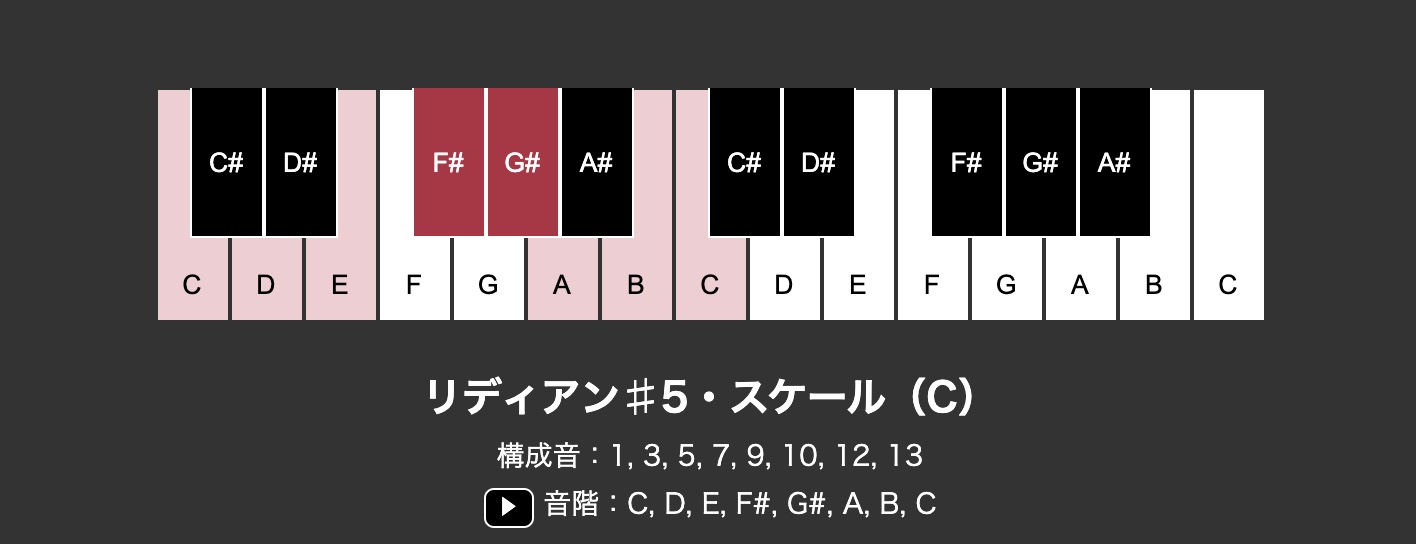 C# D# F# G# A# C# D# F# G# A#
C D E F G A B C D E F G A B C
リディアン♯5・スケール（C）
構成音：1, 3, 5, 7, 9, 10, 12, 13
音階：C, D, E, F#, G#, A, B, C